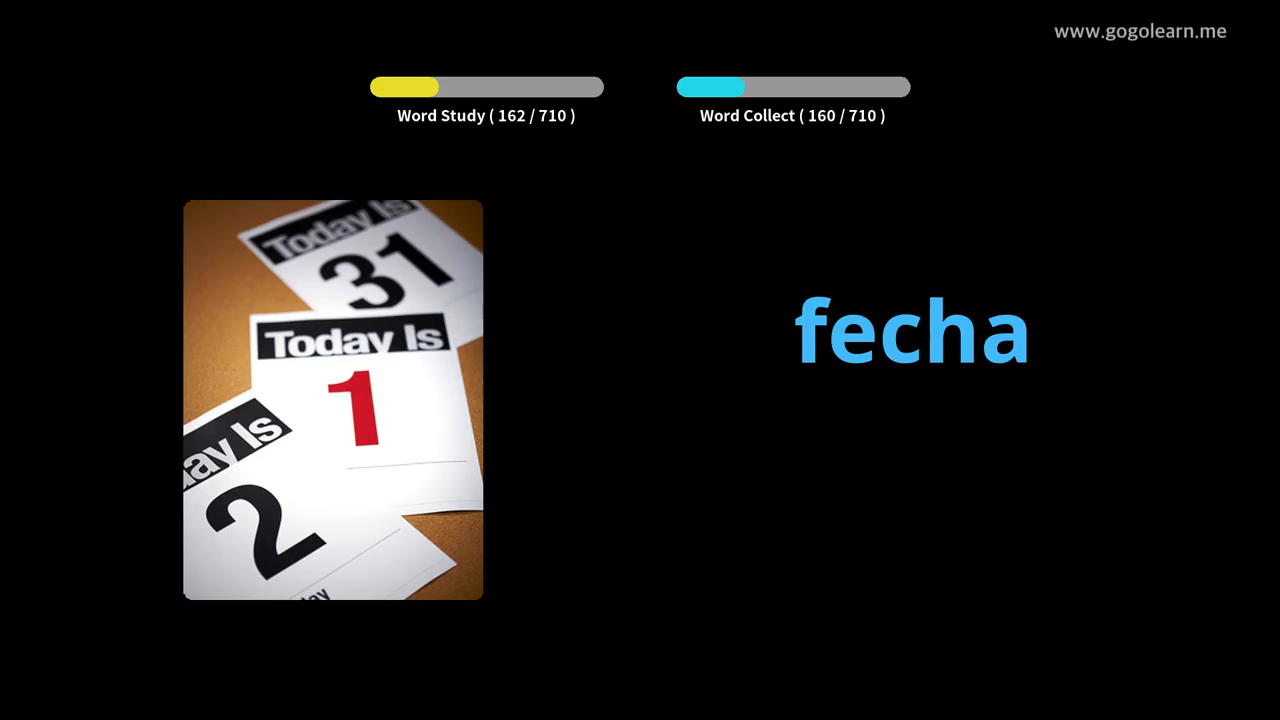 www.gogolearn.me
Word Study ( 162 / 710 )
Word Collect ( 160 / 710 )
Today Is
31
Today Is
1
ay Is
2
fecha